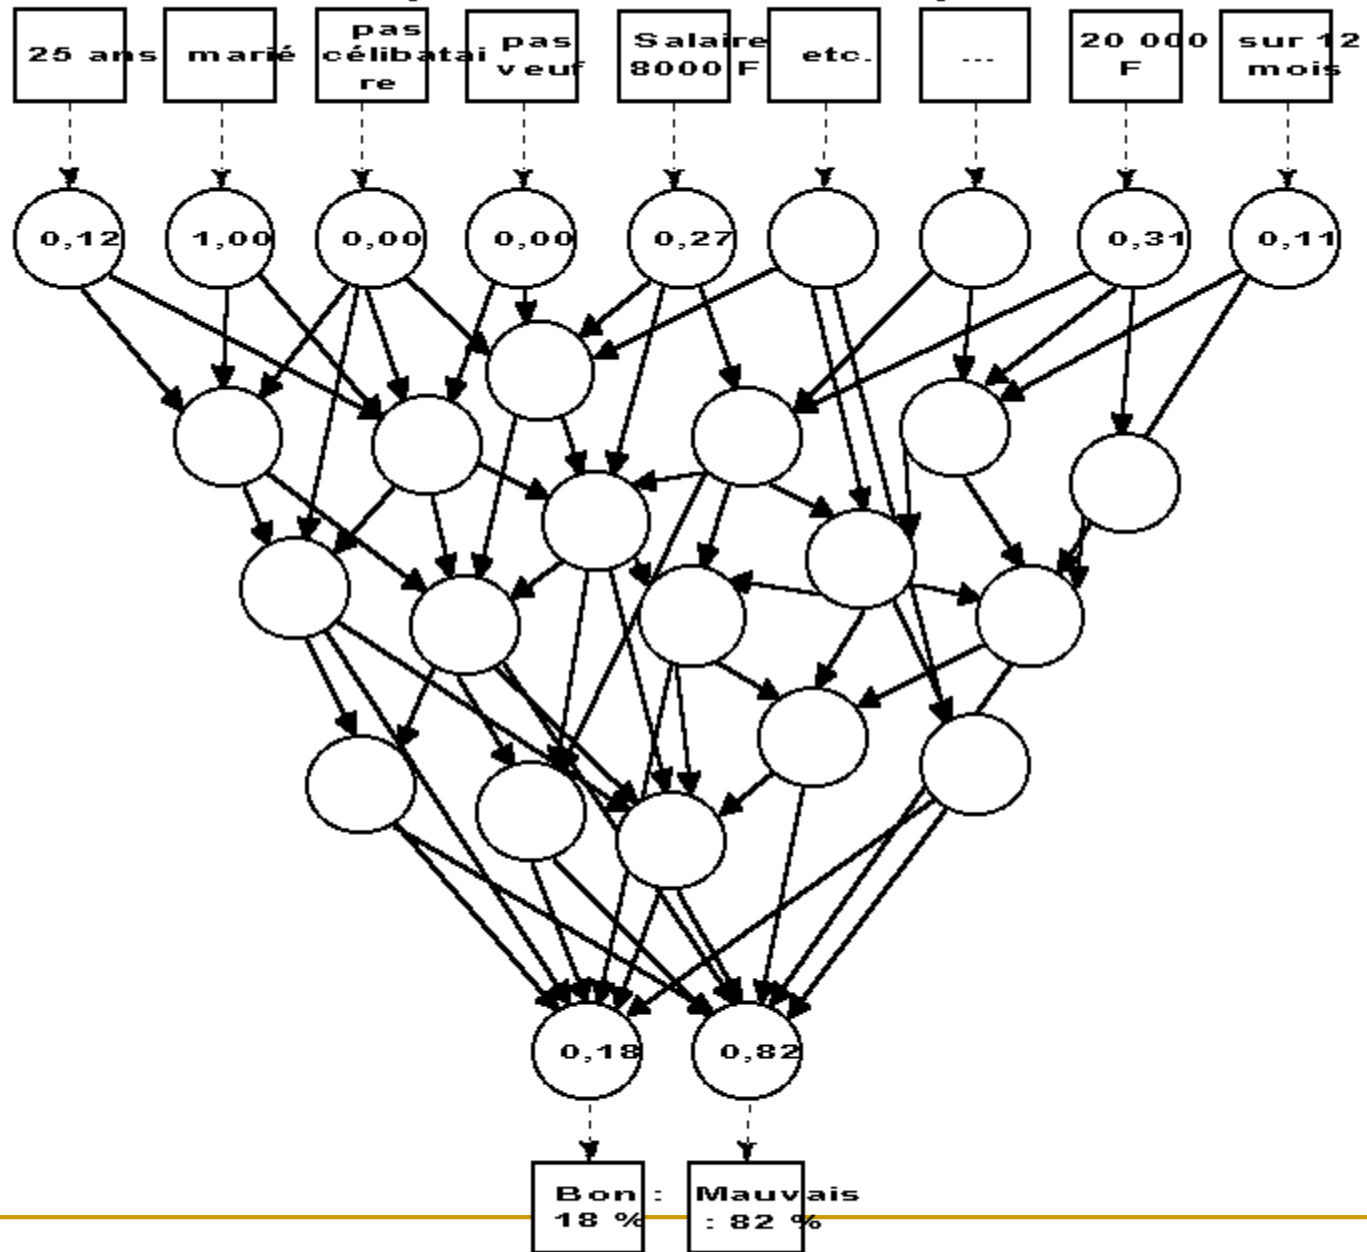 25 ans
marié
pas
célibatai
re
pas
veuf
Salaire
8000 F
etc.
...
20 000
F
sur 12
mois
0,12
1,00
0,00
0,00
0,27
0,31
0,11
0,18
0,82
Bon :
18 %
Mauvais
: 82 %